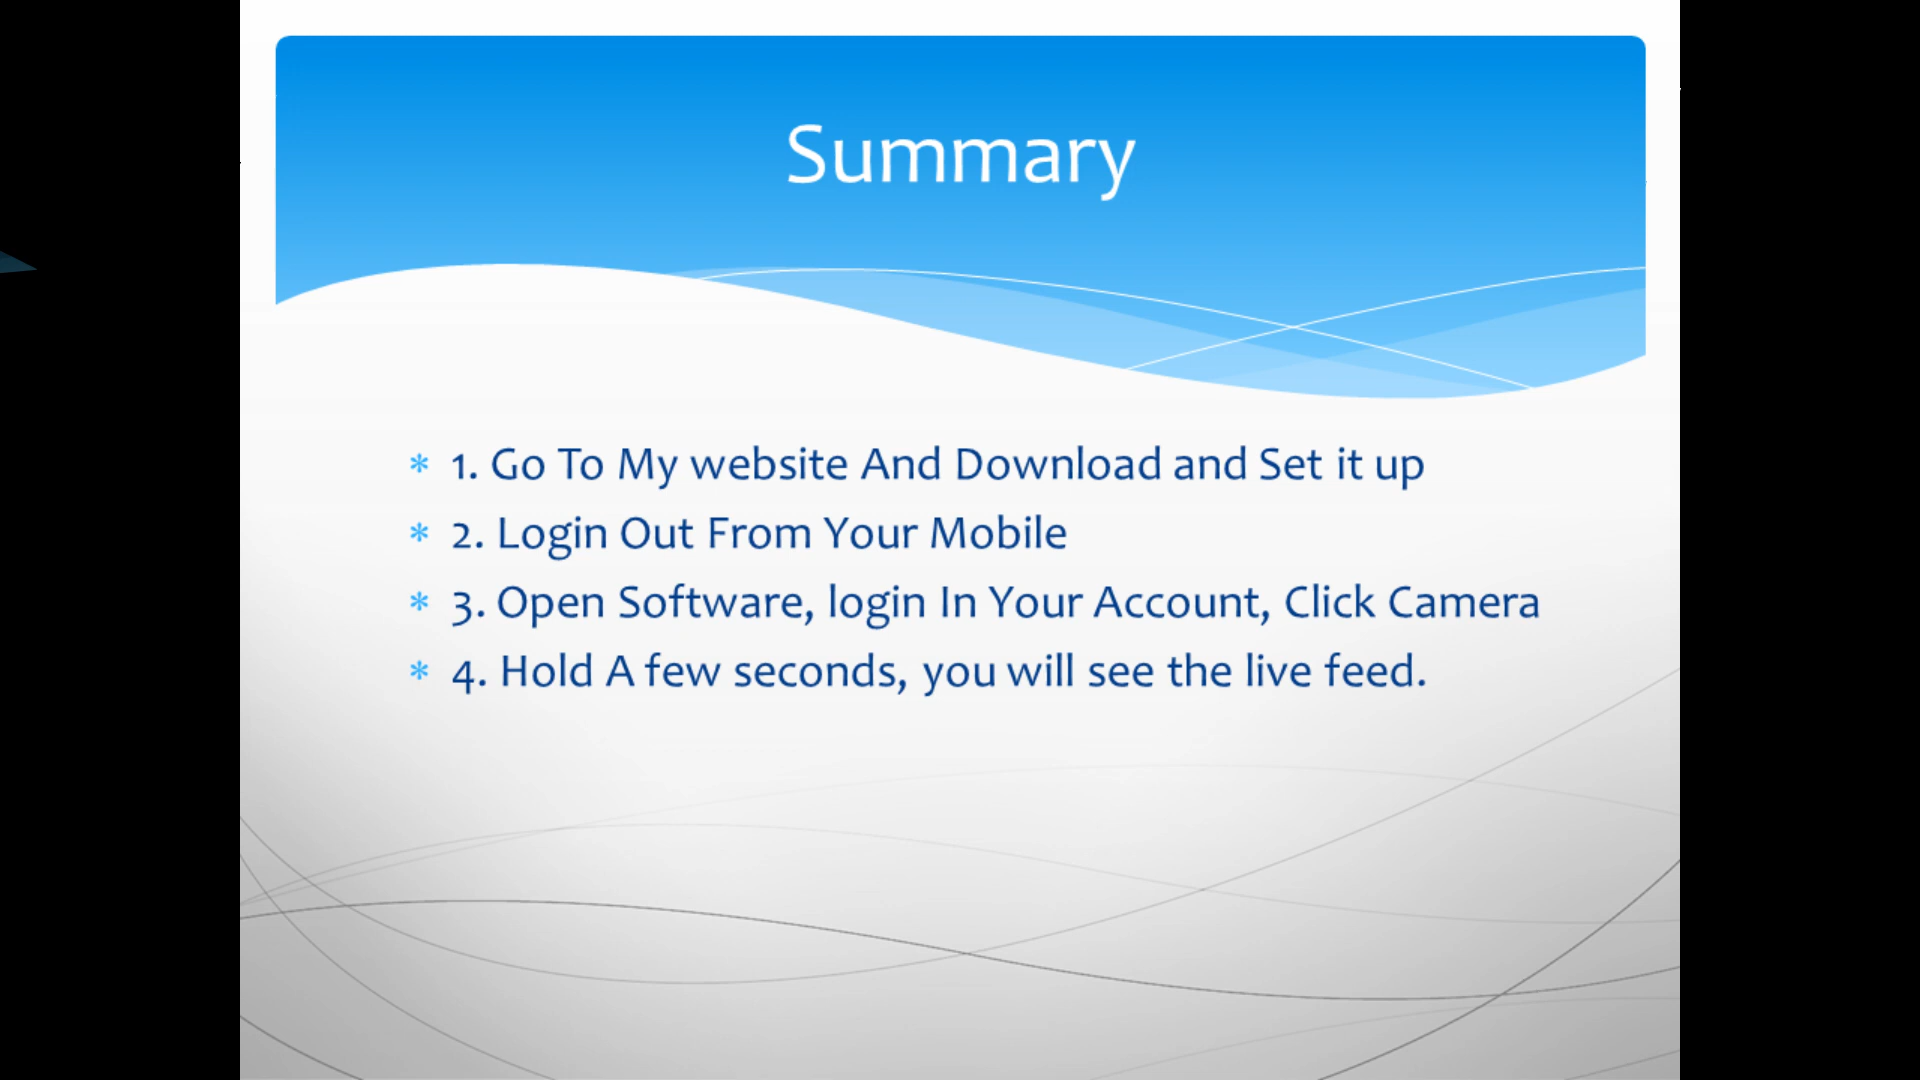 Summary
* 1. Go To My website And Download and Set it up
* 2. Login Out From Your Mobile
* 3. Open Software, login In Your Account, Click Camera
* 4. Hold A few seconds, you will see the live feed.